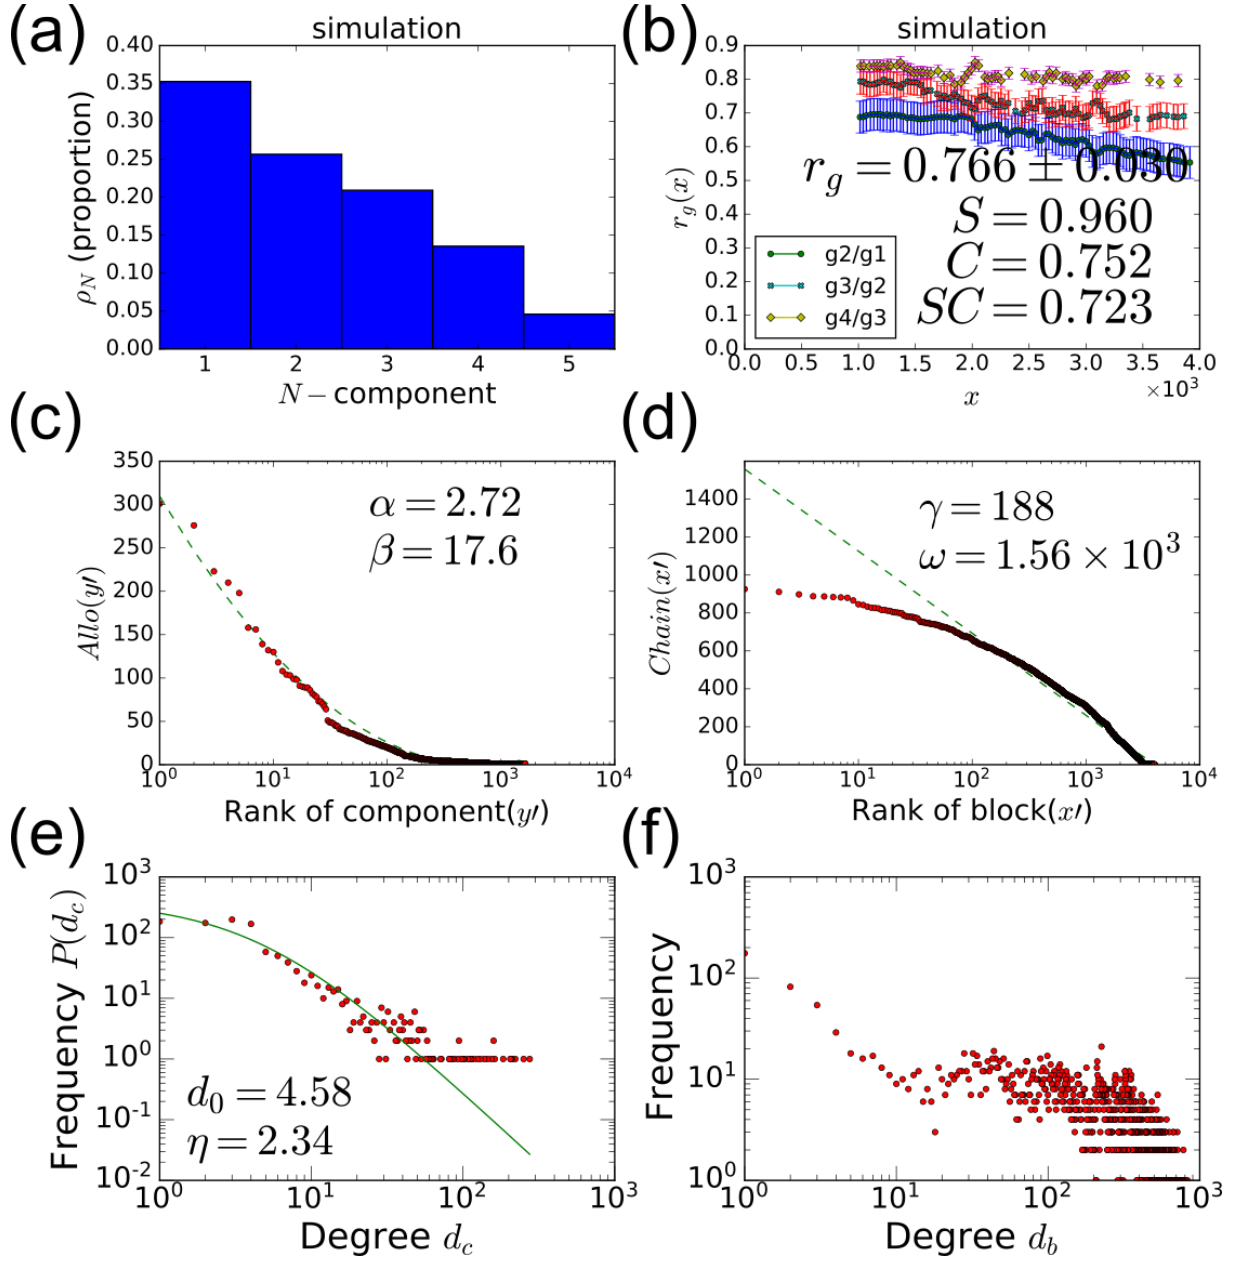 (a)
simulation
0.40
0.35
0.30
0.25
0.20
0.15
0.10
0.05
0.00
ρ_N (proportion)
1 2 3 4 5
N − component
(b)
simulation
0.9
0.8
0.7
0.6
0.5
0.4
0.3
0.2
0.1
0.0
r_g(x)
r_g = 0.766 ± 0.030
S = 0.960
C = 0.752
SC = 0.723
g2/g1
g3/g2
g4/g3
0.0 0.5 1.0 1.5 2.0 2.5 3.0 3.5 4.0
×10³
x
(c)
350
300
250
200
150
100
50
0
Allo(y′)
α = 2.72
β = 17.6
10⁰ 10¹ 10² 10³ 10⁴
Rank of component(y′)
(d)
1400
1200
1000
800
600
400
200
0
Chain(x′)
γ = 188
ω = 1.56 × 10³
10⁰ 10¹ 10² 10³ 10⁴
Rank of block(x′)
(e)
10³
10²
10¹
10⁰
10⁻¹
10⁻²
Frequency P(d_c)
d₀ = 4.58
η = 2.34
10⁰ 10¹ 10² 10³
Degree d_c
(f)
10³
10²
10¹
10⁰
Frequency
10⁰ 10¹ 10² 10³
Degree d_b